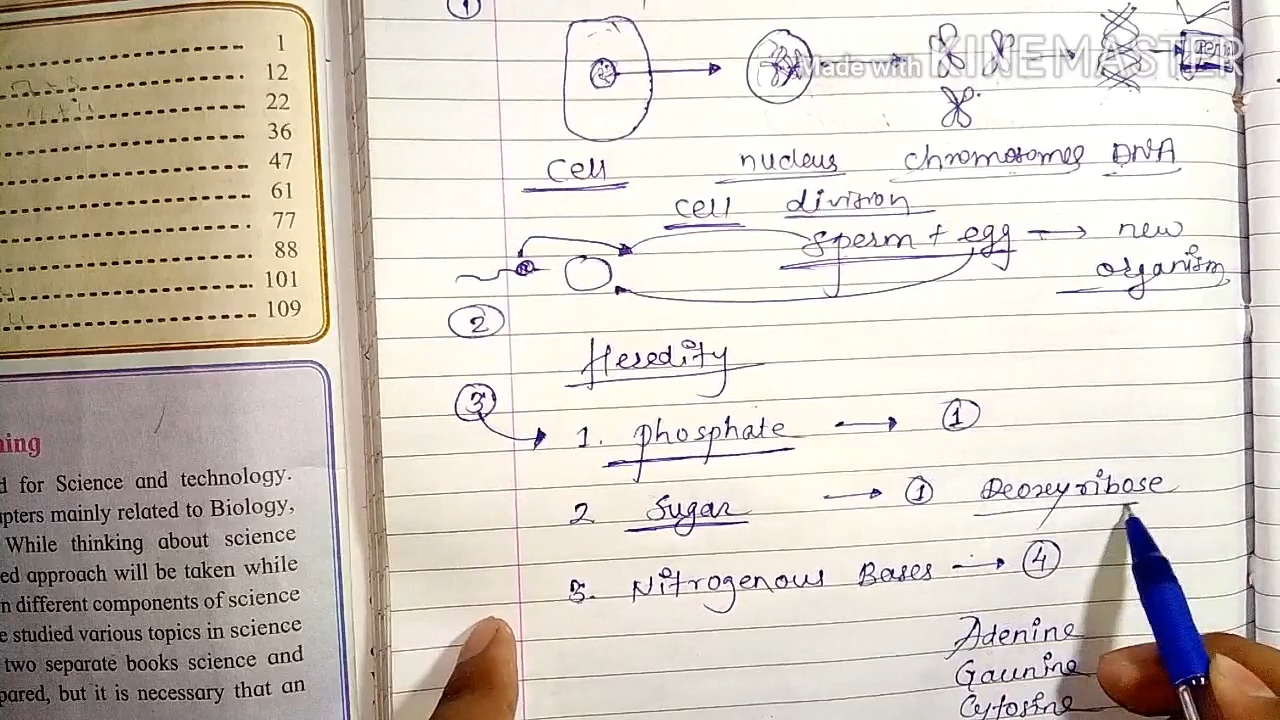 1
12
22
36
47
61
77
88
101
109
ing
d for Science and technology.
pters mainly related to Biology,
While thinking about science
ed approach will be taken while
n different components of science
e studied various topics in science
two separate books science and
pared, but it is necessary that an
1
Made with KINEMASTER
cell nucleus chromosomes DNA
cell division
sperm + egg → new
organism
2
Heredity
3
1. phosphate → 1
2 Sugar → 1 Deoxyribose
3. Nitrogenous Bases → 4
Adenine
Gaunine
Cytosine